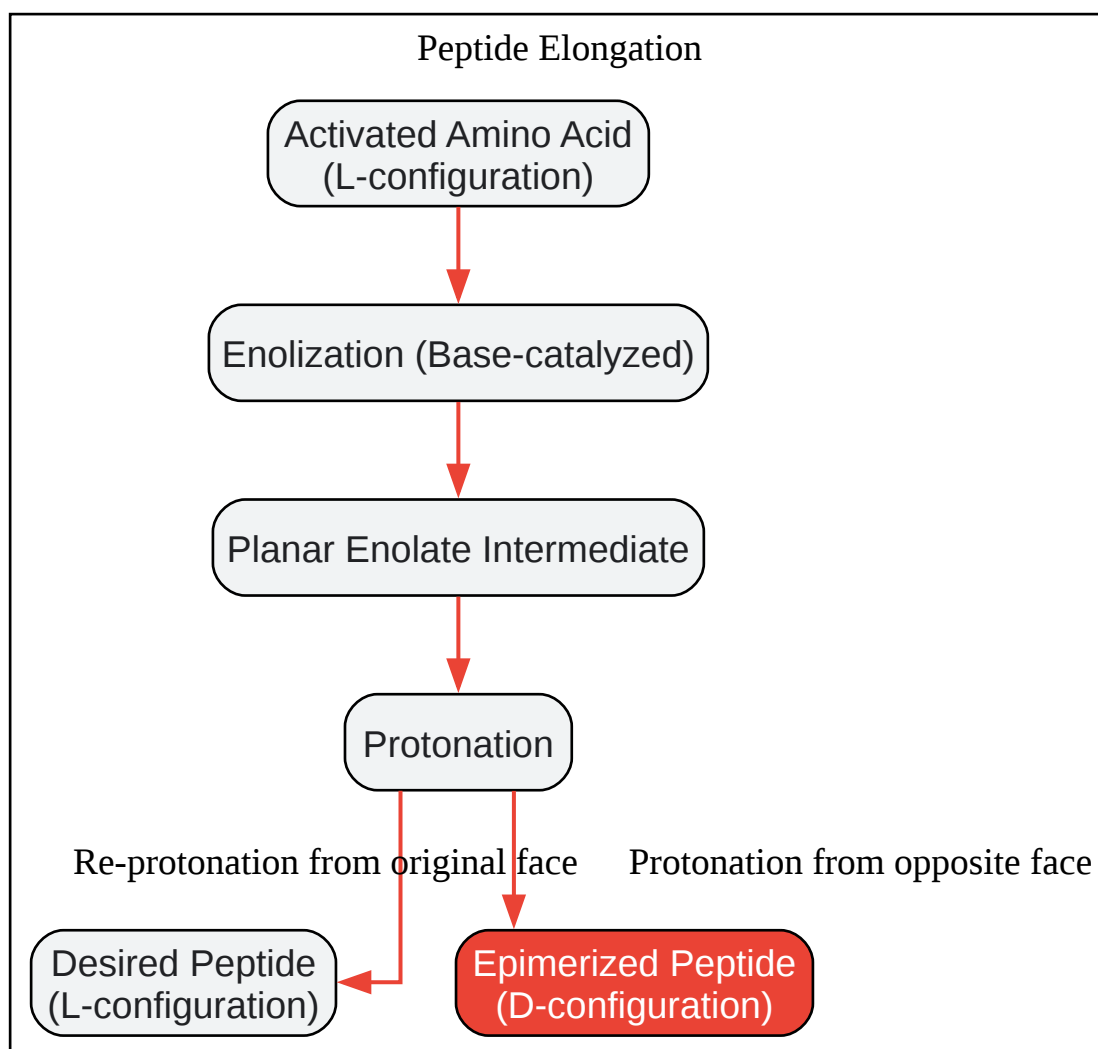 Peptide Elongation
Activated Amino Acid
(L-configuration)
Enolization (Base-catalyzed)
Planar Enolate Intermediate
Protonation
Re-protonation from original face
Protonation from opposite face
Desired Peptide
(L-configuration)
Epimerized Peptide
(D-configuration)